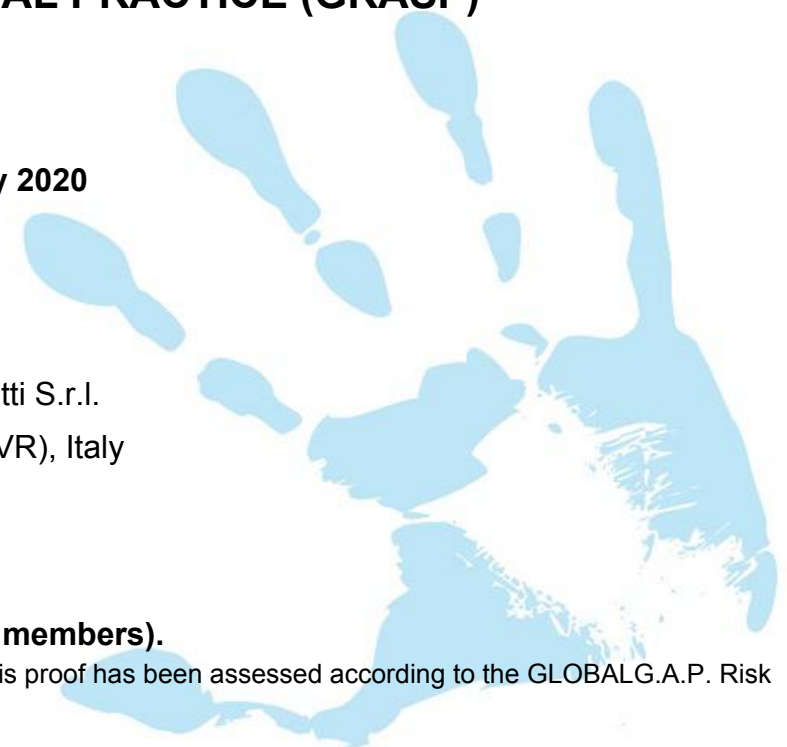 AL PRACTICE (GRASP)
y 2020
tti S.r.l.
VR), Italy
members).
is proof has been assessed according to the GLOBALG.A.P. Risk